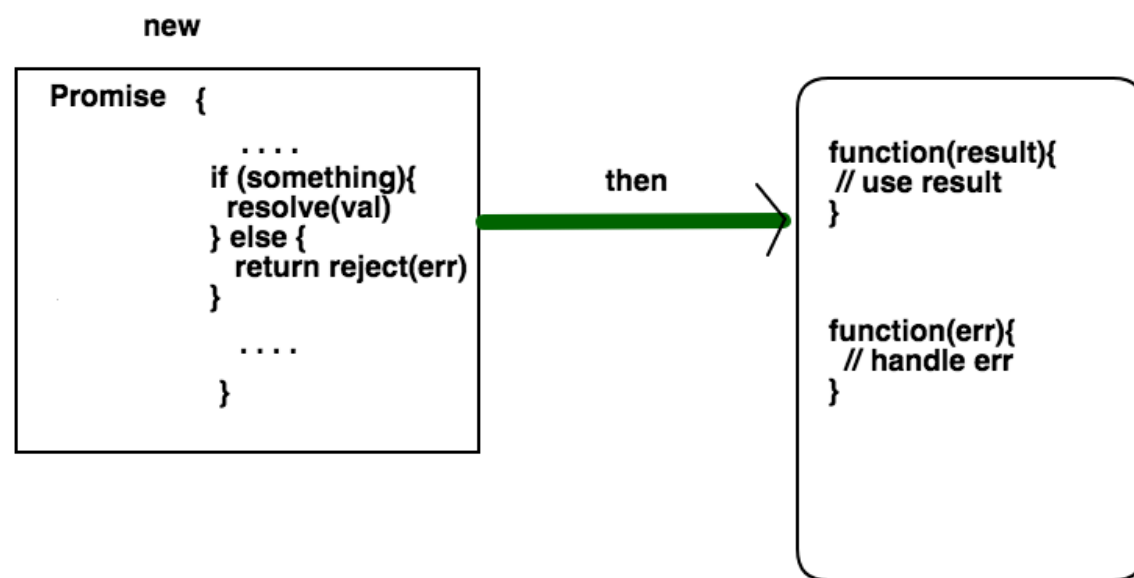 new
Promise {
....
if (something){
resolve(val)
} else {
return reject(err)
}
....
}
then
function(result){
// use result
}
function(err){
// handle err
}